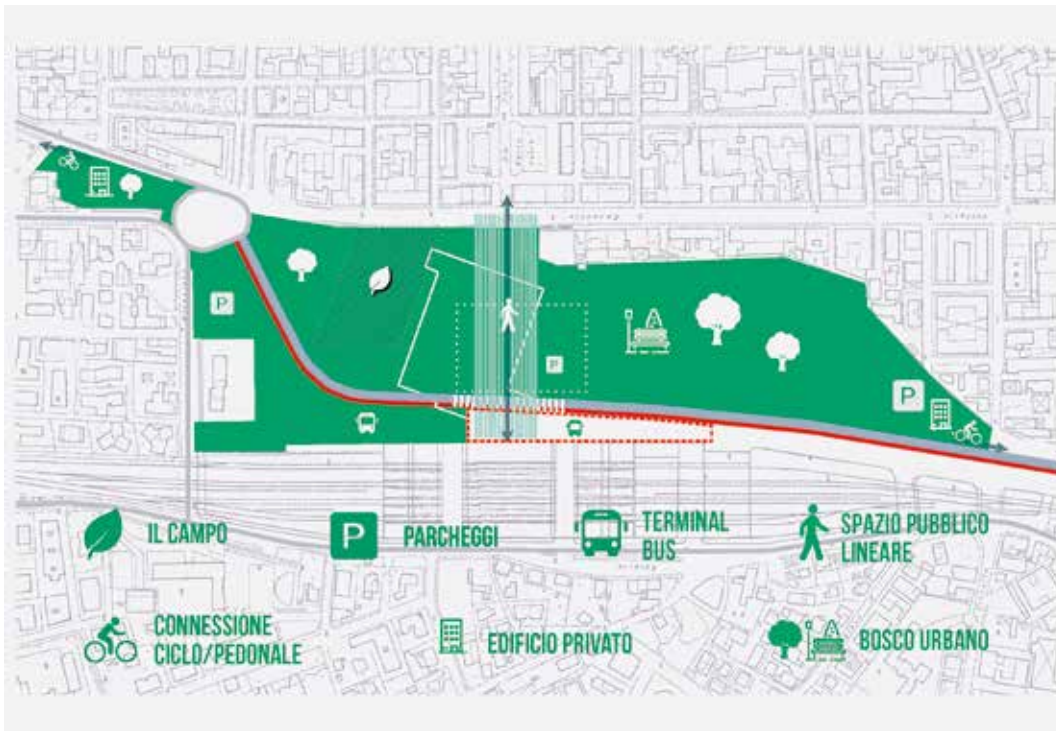 P
P
P
IL CAMPO
P
PARCHEGGI
TERMINAL
BUS
SPAZIO PUBBLICO
LINEARE
CONNESSIONE
CICLO/PEDONALE
EDIFICIO PRIVATO
BOSCO URBANO